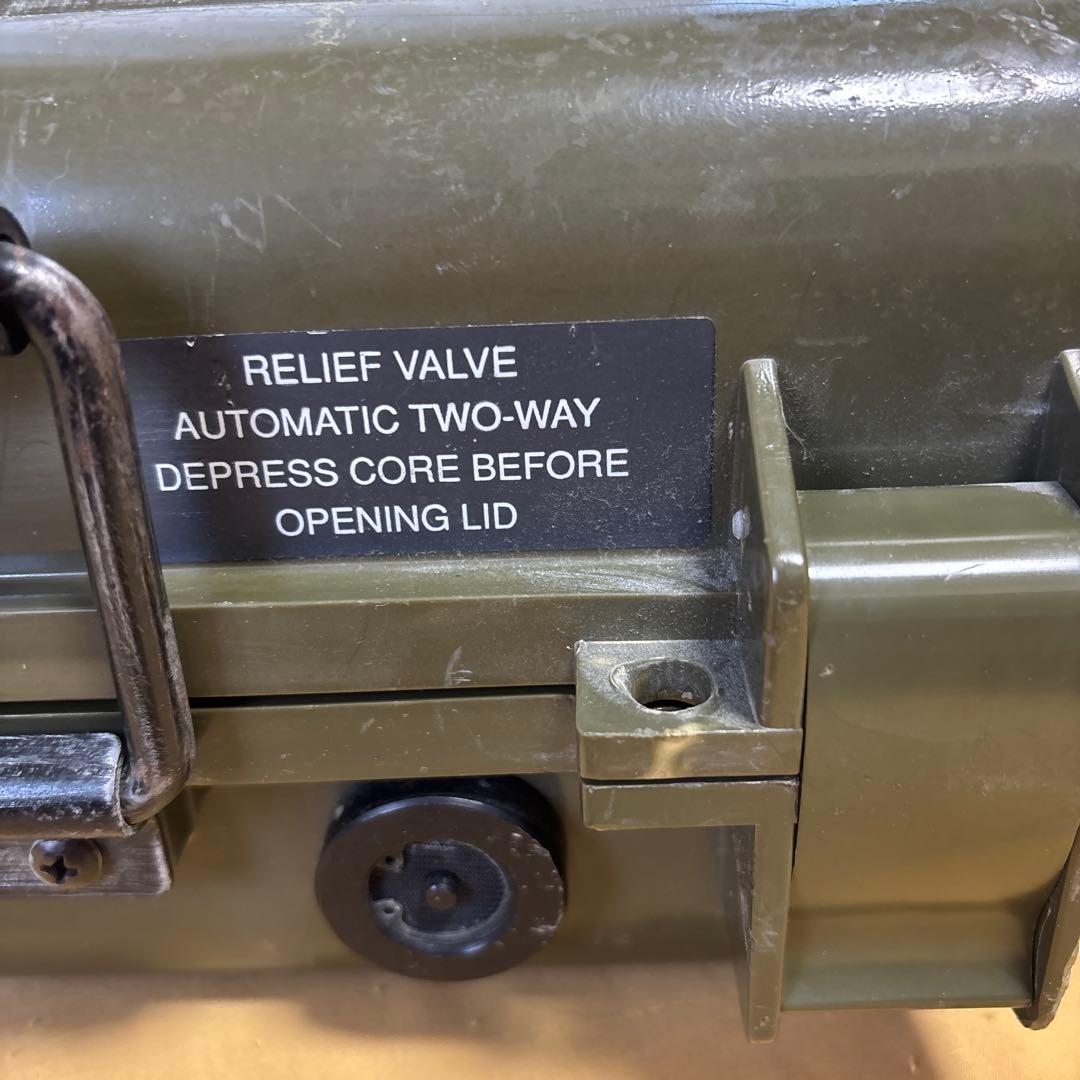 RELIEF VALVE
AUTOMATIC TWO-WAY
DEPRESS CORE BEFORE
OPENING LID